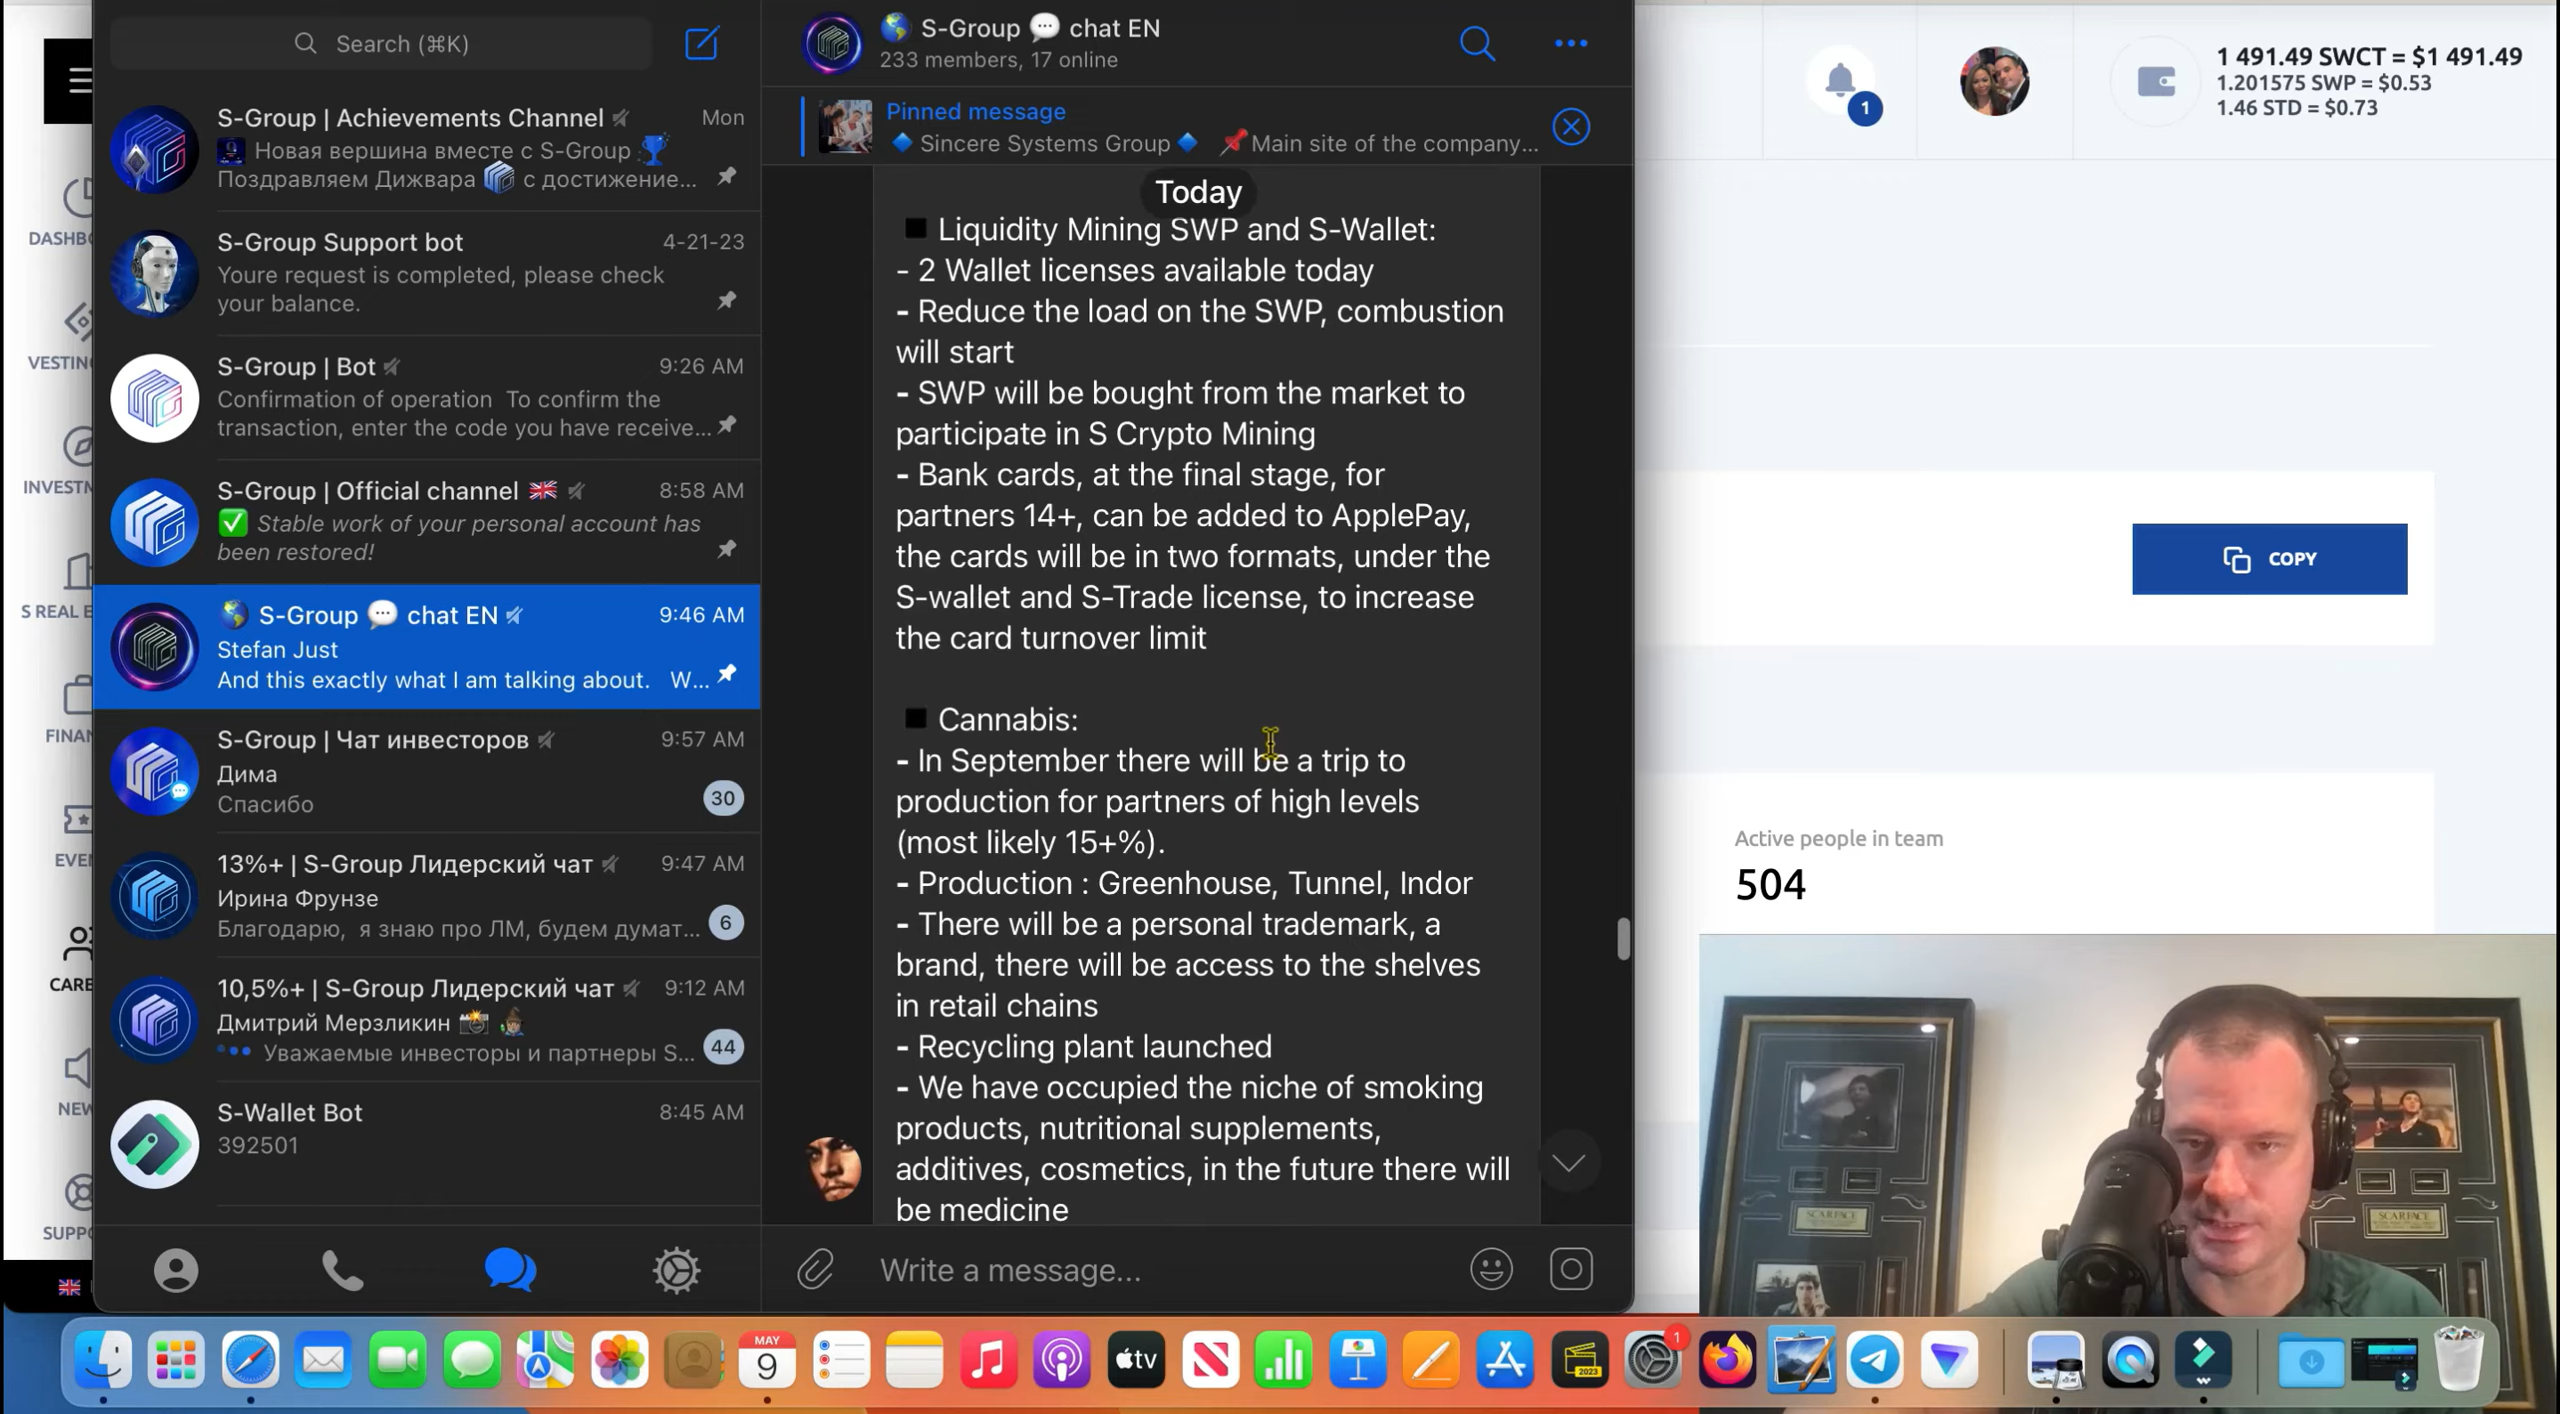 Search (⌘K)
S-Group | Achievements Channel
Mon
Новая вершина вместе с S-Group
Поздравляем Дижвара с достижение...
S-Group Support bot
4-21-23
Youre request is completed, please check
your balance.
S-Group | Bot
9:26 AM
Confirmation of operation To confirm the
transaction, enter the code you have receive...
S-Group | Official channel
8:58 AM
Stable work of your personal account has
been restored!
S-Group chat EN
9:46 AM
Stefan Just
And this exactly what I am talking about. W...
S-Group | Чат инвесторов
9:57 AM
Дима
Спасибо
30
13%+ | S-Group Лидерский чат
9:47 AM
Ирина Фрунзе
Благодарю, я знаю про ЛМ, будем думат...
6
10,5%+ | S-Group Лидерский чат
9:12 AM
Дмитрий Мерзликин
Уважаемые инвесторы и партнеры S...
44
S-Wallet Bot
8:45 AM
392501
S-Group chat EN
233 members, 17 online
Pinned message
Sincere Systems Group Main site of the company...
Today
Liquidity Mining SWP and S-Wallet:
- 2 Wallet licenses available today
- Reduce the load on the SWP, combustion
will start
- SWP will be bought from the market to
participate in S Crypto Mining
- Bank cards, at the final stage, for
partners 14+, can be added to ApplePay,
the cards will be in two formats, under the
S-wallet and S-Trade license, to increase
the card turnover limit
Cannabis:
- In September there will be a trip to
production for partners of high levels
(most likely 15+%).
- Production : Greenhouse, Tunnel, Indor
- There will be a personal trademark, a
brand, there will be access to the shelves
in retail chains
- Recycling plant launched
- We have occupied the niche of smoking
products, nutritional supplements,
additives, cosmetics, in the future there will
be medicine
Write a message...
1
1 491.49 SWCT = $1 491.49
1.201575 SWP = $0.53
1.46 STD = $0.73
COPY
Active people in team
504
DASHB
VESTIN
INVEST
S REAL E
FINAN
EVE
CARE
NEW
SUPPO
SCARFACE
SCARFACE
MAY
9
tv
2023
1